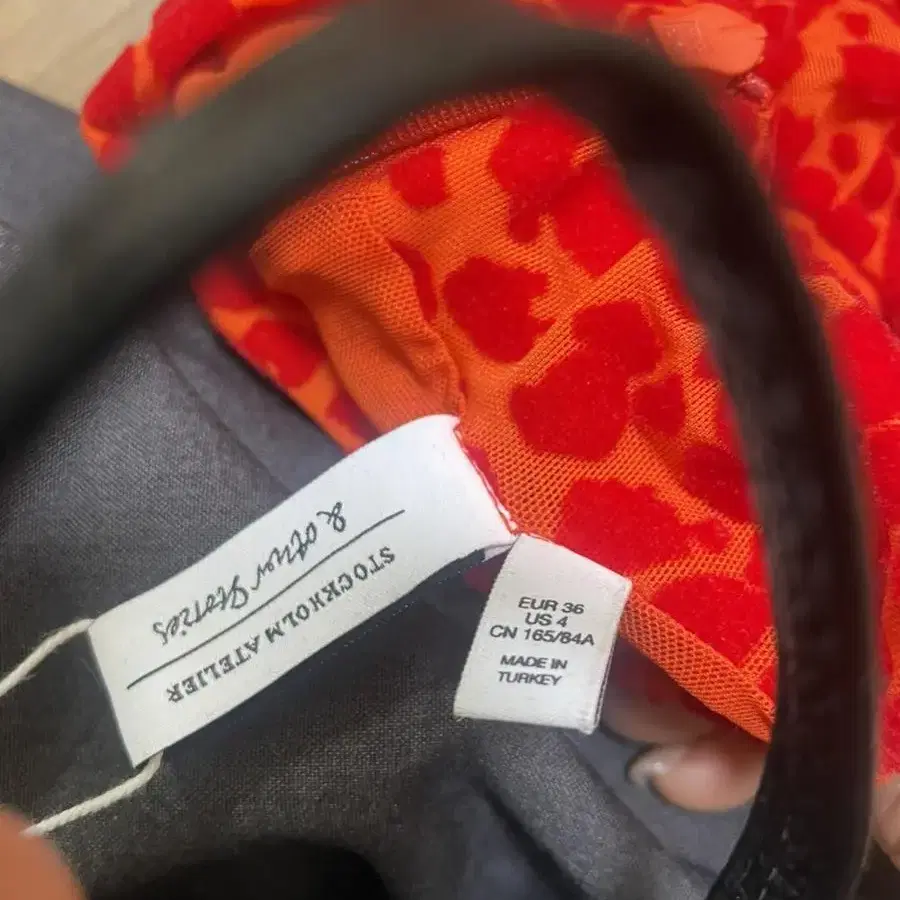 & other Stories
STOCKHOLM ATELIER
EUR 36
US 4
CN 165/84A
MADE IN
TURKEY